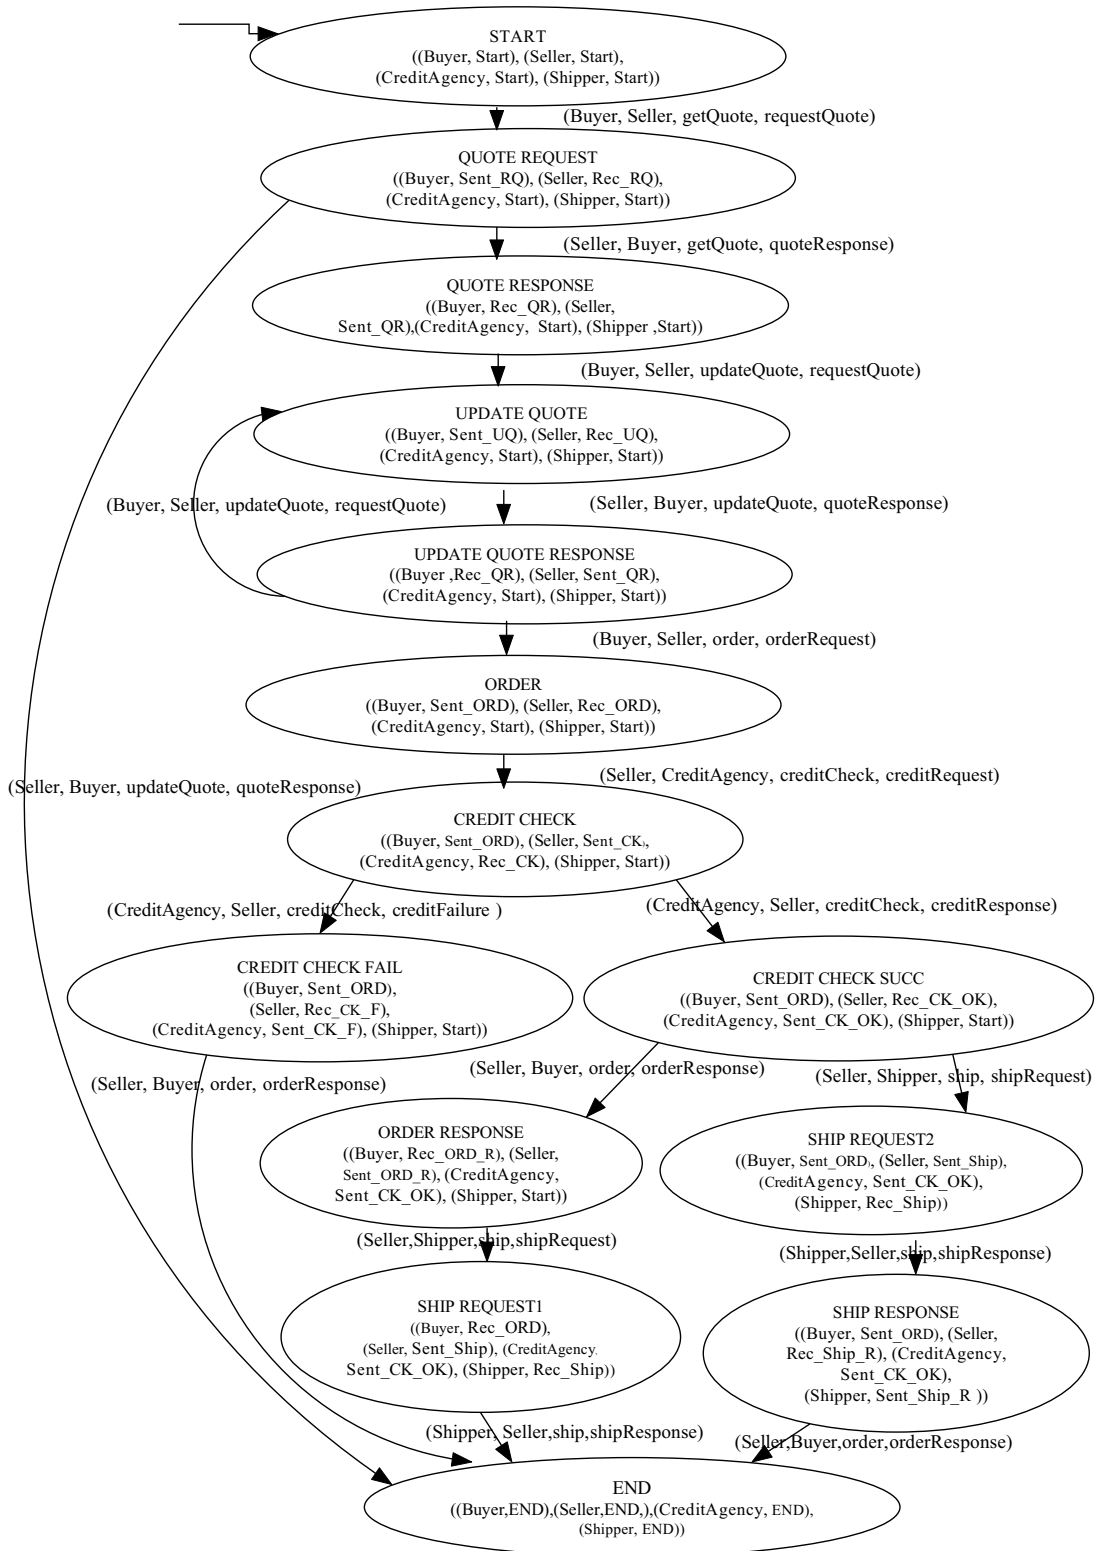 START
((Buyer, Start), (Seller, Start),
(CreditAgency, Start), (Shipper, Start))
(Buyer, Seller, getQuote, requestQuote)
QUOTE REQUEST
((Buyer, Sent_RQ), (Seller, Rec_RQ),
(CreditAgency, Start), (Shipper, Start))
(Seller, Buyer, getQuote, quoteResponse)
QUOTE RESPONSE
((Buyer, Rec_QR), (Seller,
Sent_QR),(CreditAgency, Start), (Shipper ,Start))
(Buyer, Seller, updateQuote, requestQuote)
UPDATE QUOTE
((Buyer, Sent_UQ), (Seller, Rec_UQ),
(CreditAgency, Start), (Shipper, Start))
(Buyer, Seller, updateQuote, requestQuote)
(Seller, Buyer, updateQuote, quoteResponse)
UPDATE QUOTE RESPONSE
((Buyer ,Rec_QR), (Seller, Sent_QR),
(CreditAgency, Start), (Shipper, Start))
(Buyer, Seller, order, orderRequest)
ORDER
((Buyer, Sent_ORD), (Seller, Rec_ORD),
(CreditAgency, Start), (Shipper, Start))
(Seller, CreditAgency, creditCheck, creditRequest)
(Seller, Buyer, updateQuote, quoteResponse)
CREDIT CHECK
((Buyer, Sent_ORD), (Seller, Sent_CK),
(CreditAgency, Rec_CK), (Shipper, Start))
(CreditAgency, Seller, creditCheck, creditFailure )
(CreditAgency, Seller, creditCheck, creditResponse)
CREDIT CHECK FAIL
((Buyer, Sent_ORD),
(Seller, Rec_CK_F),
(CreditAgency, Sent_CK_F), (Shipper, Start))
CREDIT CHECK SUCC
((Buyer, Sent_ORD), (Seller, Rec_CK_OK),
(CreditAgency, Sent_CK_OK), (Shipper, Start))
(Seller, Buyer, order, orderResponse)
(Seller, Buyer, order, orderResponse)
(Seller, Shipper, ship, shipRequest)
ORDER RESPONSE
((Buyer, Rec_ORD_R), (Seller,
Sent_ORD_R), (CreditAgency,
Sent_CK_OK), (Shipper, Start))
SHIP REQUEST2
((Buyer, Sent_ORD), (Seller, Sent_Ship),
(CreditAgency, Sent_CK_OK),
(Shipper, Rec_Ship))
(Seller,Shipper,ship,shipRequest)
(Shipper,Seller,ship,shipResponse)
SHIP REQUEST1
((Buyer, Rec_ORD),
(Seller, Sent_Ship), (CreditAgency,
Sent_CK_OK), (Shipper, Rec_Ship))
SHIP RESPONSE
((Buyer, Sent_ORD), (Seller,
Rec_Ship_R), (CreditAgency,
Sent_CK_OK),
(Shipper, Sent_Ship_R ))
(Shipper, Seller,ship,shipResponse)
(Seller,Buyer,order,orderResponse)
END
((Buyer,END),(Seller,END,),(CreditAgency, END),
(Shipper, END))